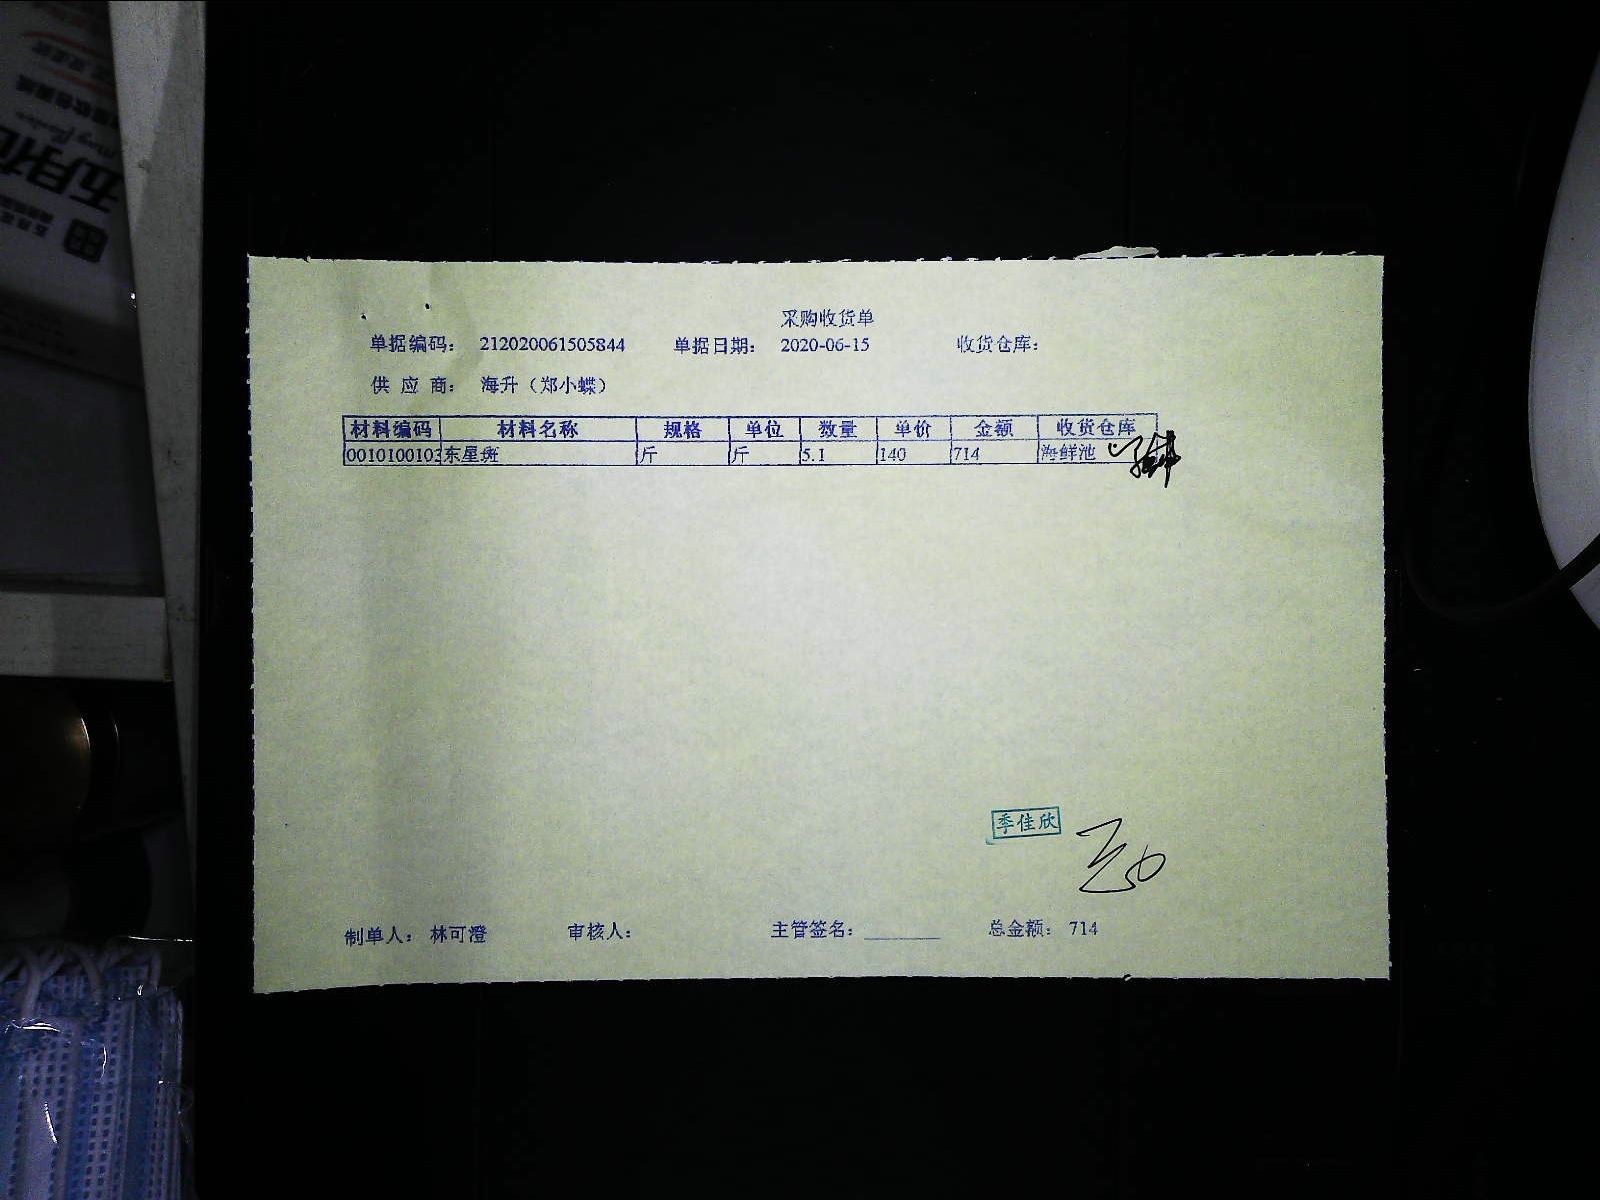 采购收货单
单据编码： 212020061505844 单据日期： 2020-06-15 收货仓库：
供 应 商： 海升（郑小蝶）
材料编码 材料名称 规格 单位 数量 单价 金额 收货仓库
0010100103 东星斑 斤 斤 5.1 140 714 海鲜池
季佳欣
制单人： 林可澄 审核人： 主管签名： 总金额： 714
五月花